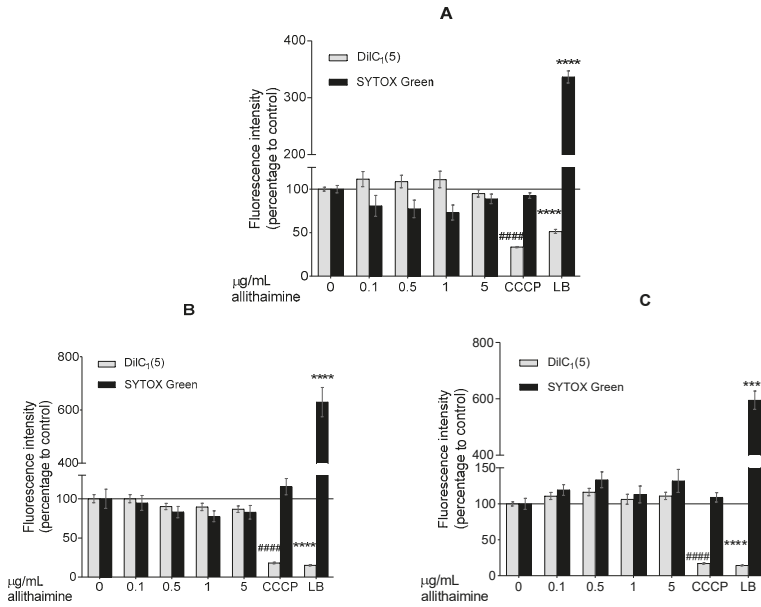 A
400
300
200
100
50
0
Fluorescence intensity
(percentage to control)
DilC1(5)
SYTOX Green
****
####
****
μg/mL
allithaimine
0 0.1 0.5 1 5 CCCP LB
B
800
600
400
100
50
0
Fluorescence intensity
(percentage to control)
DilC1(5)
SYTOX Green
****
####
****
μg/mL
allithaimine
0 0.1 0.5 1 5 CCCP LB
C
800
600
400
150
100
50
0
Fluorescence intensity
(percentage to control)
DilC1(5)
SYTOX Green
***
####
****
μg/mL
allithaimine
0 0.1 0.5 1 5 CCCP LB